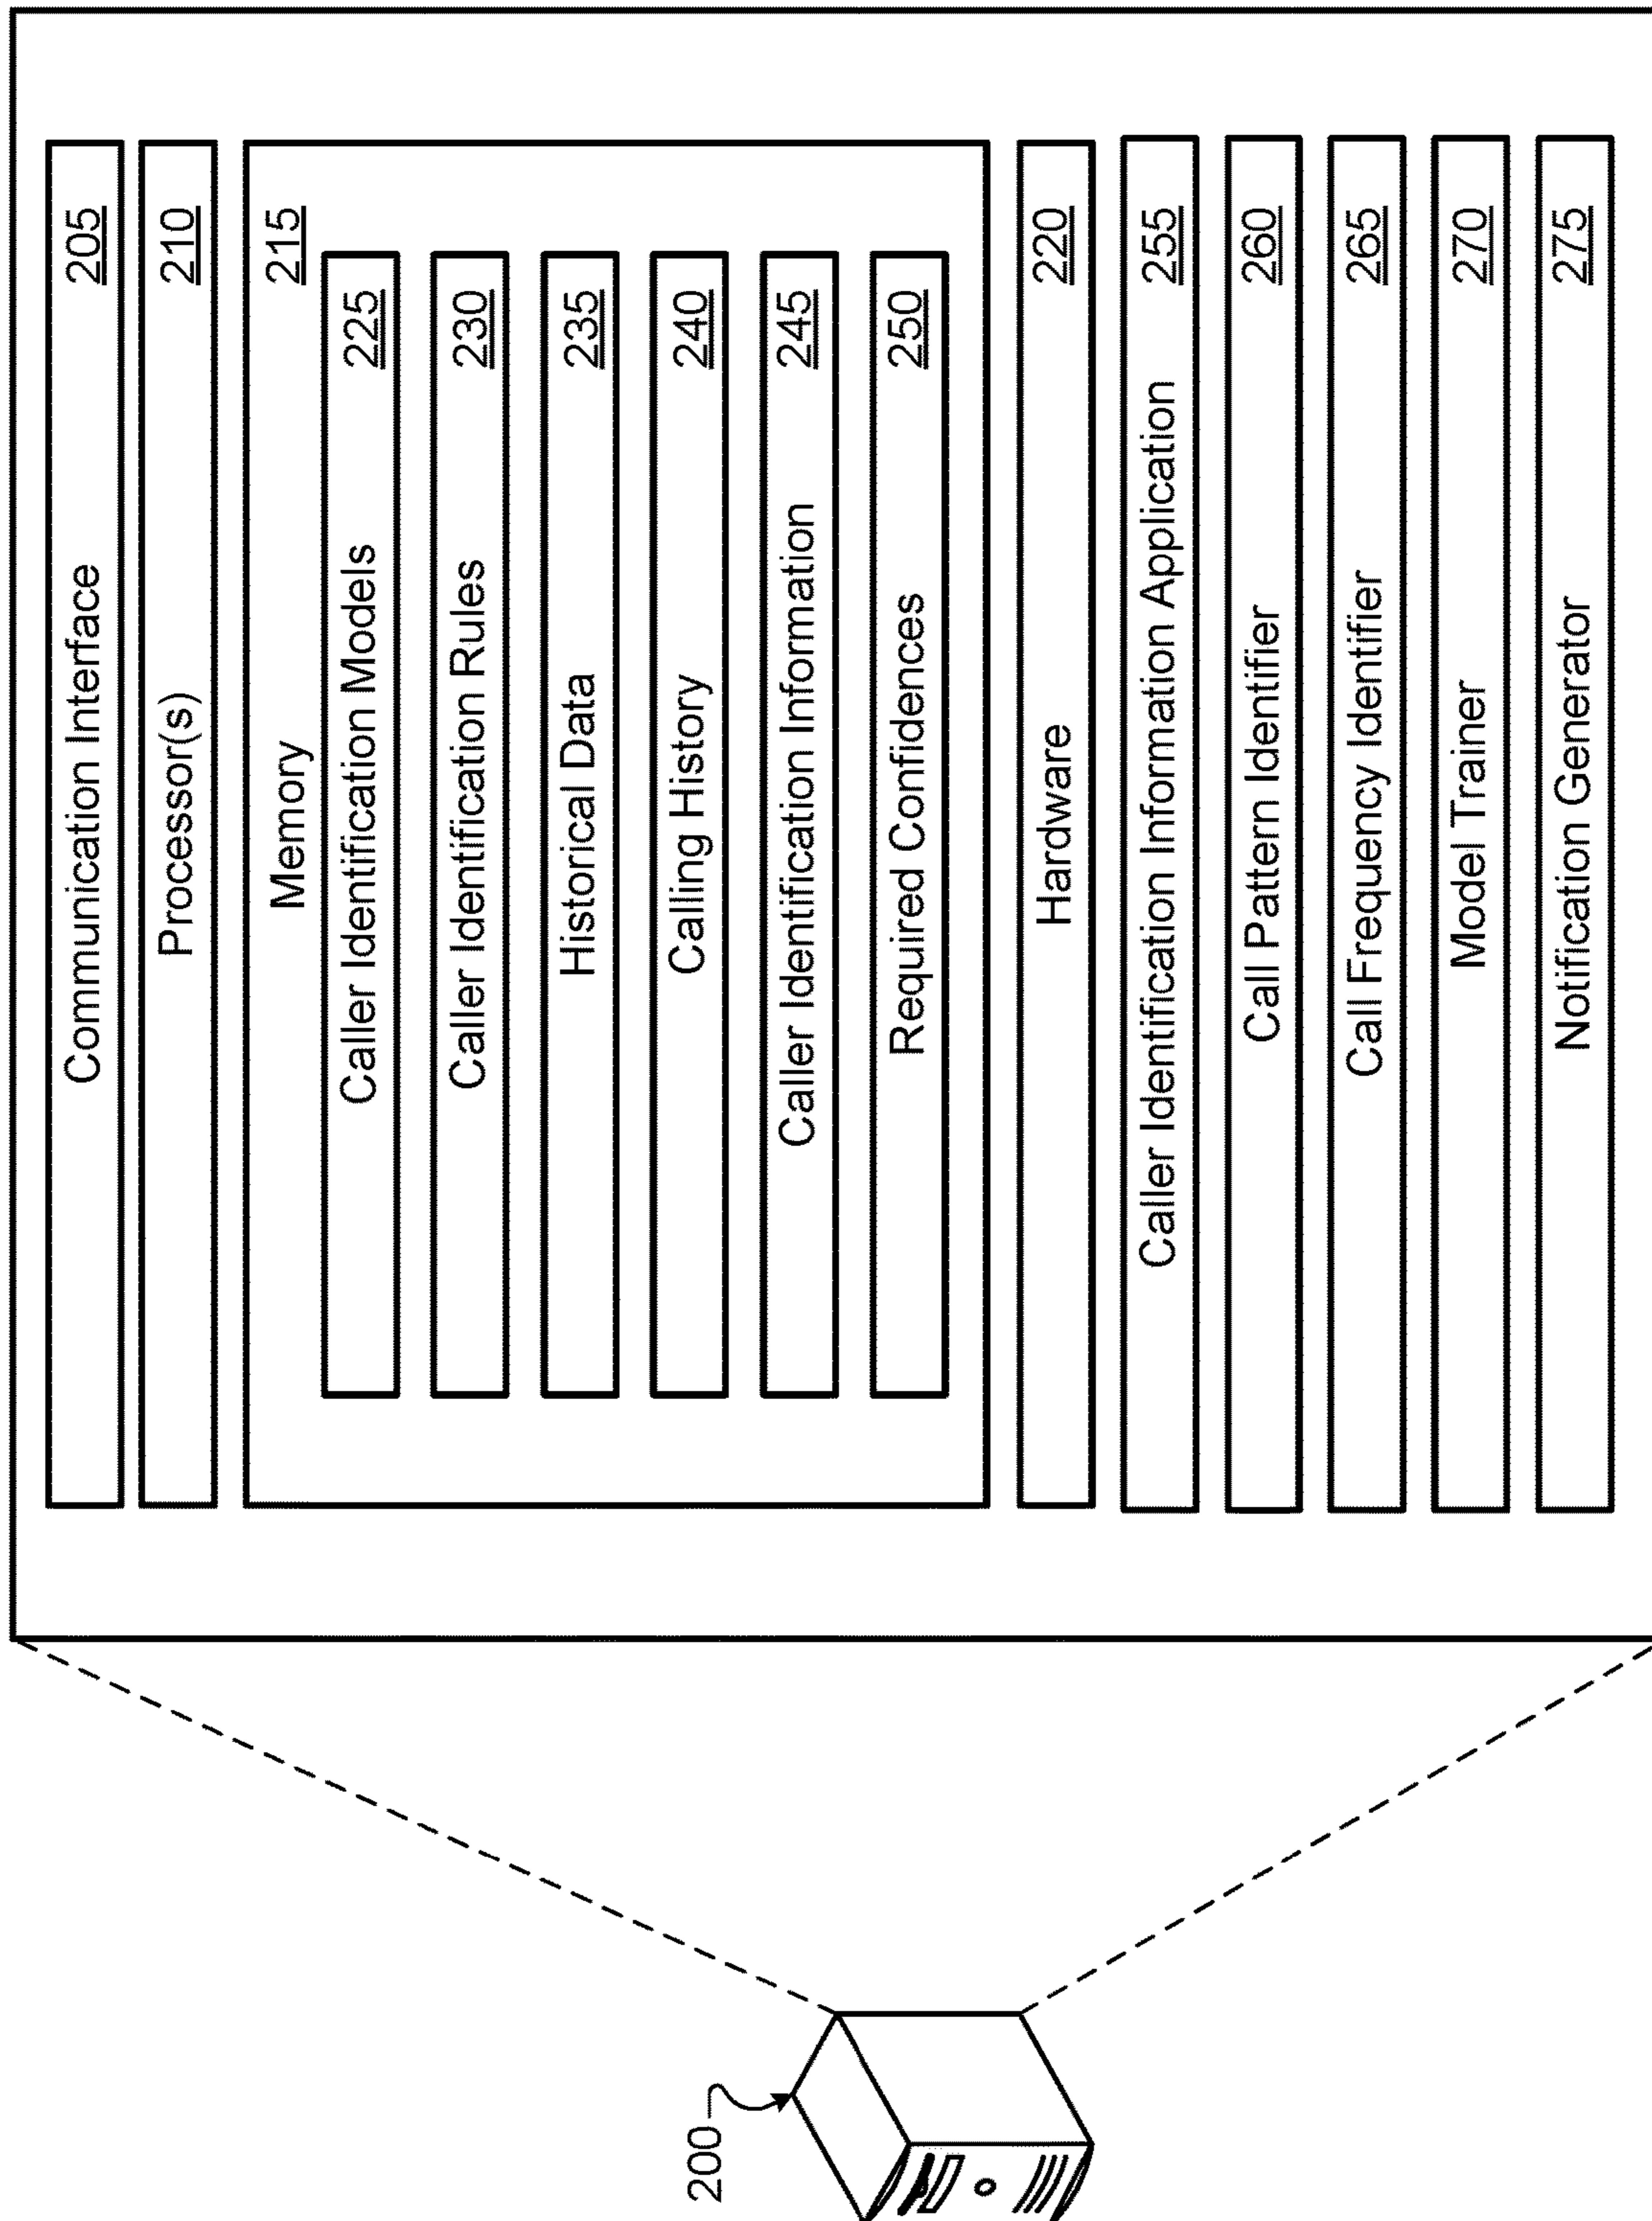 200
Communication Interface 205
Processor(s) 210
Memory 215
Caller Identification Models 225
Caller Identification Rules 230
Historical Data 235
Calling History 240
Caller Identification Information 245
Required Confidences 250
Hardware 220
Caller Identification Information Application 255
Call Pattern Identifier 260
Call Frequency Identifier 265
Model Trainer 270
Notification Generator 275